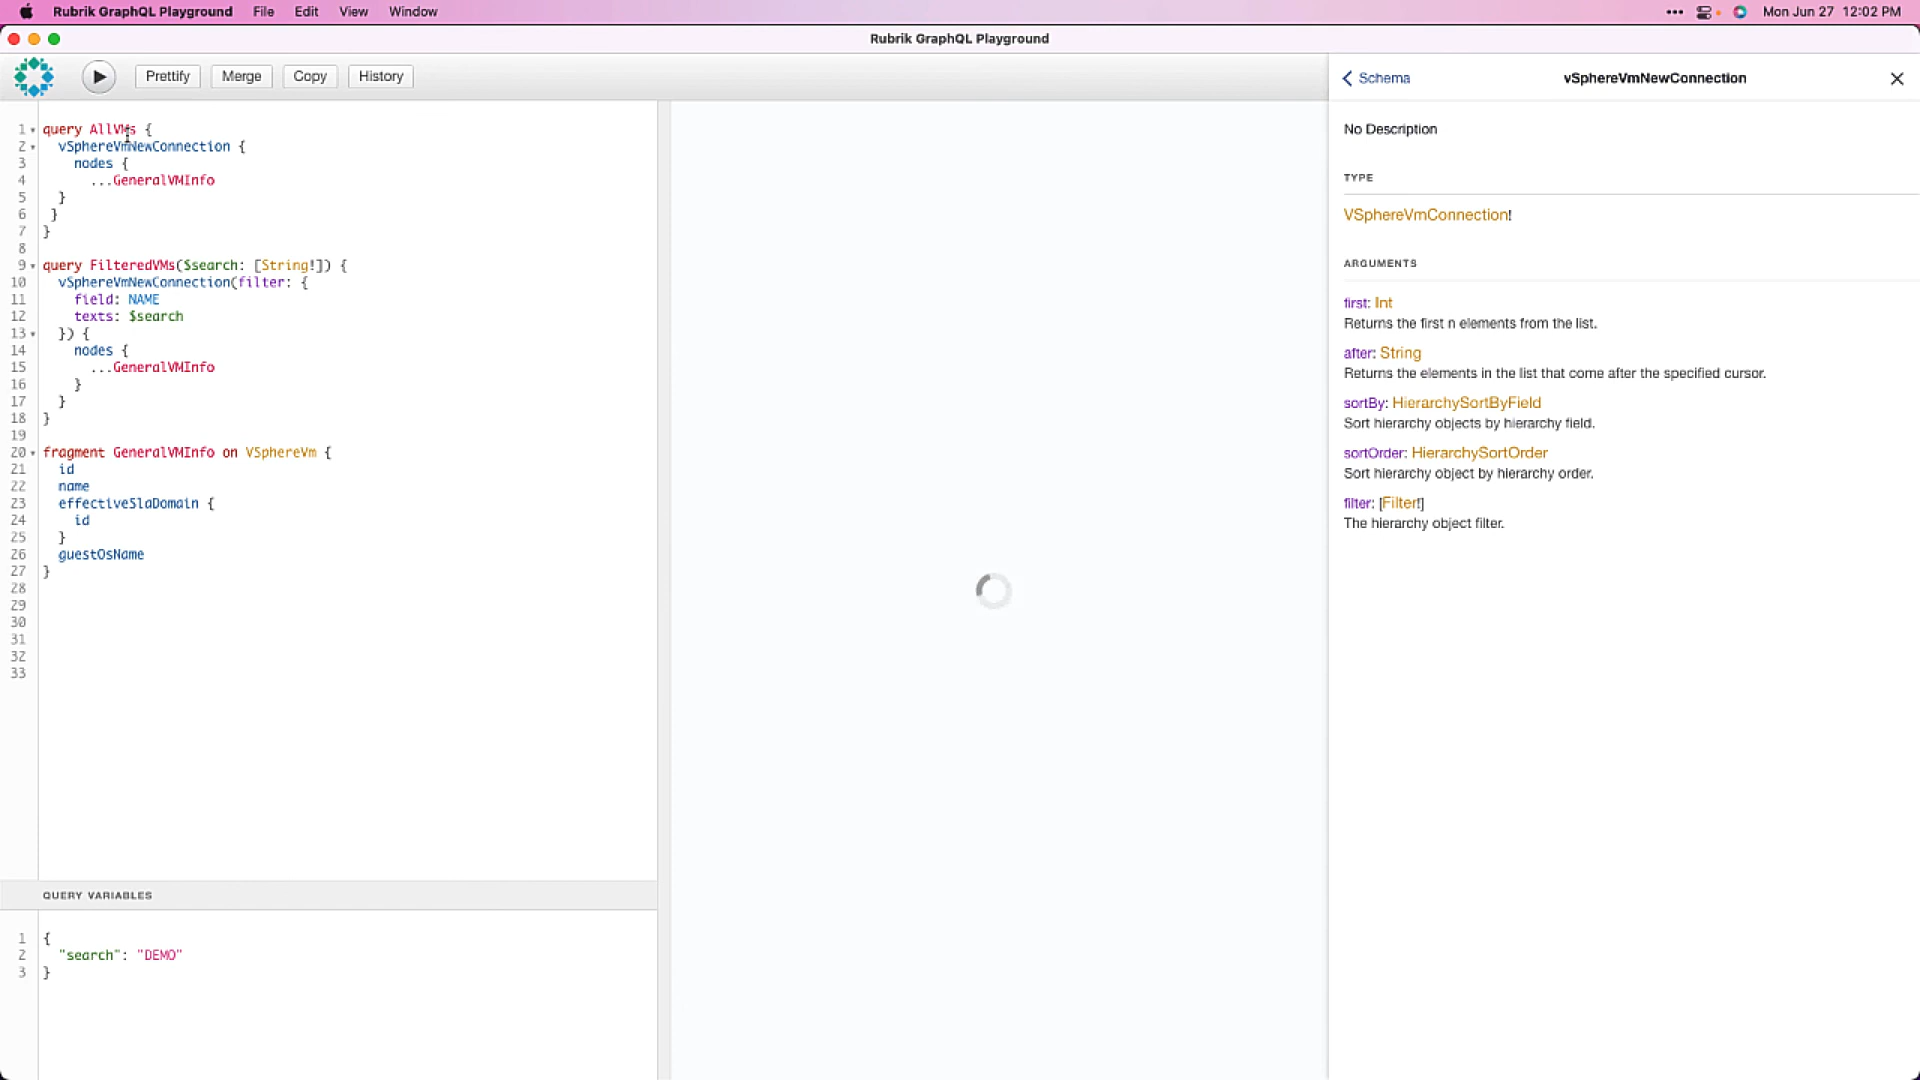 Rubrik GraphQL Playground File Edit View Window
Mon Jun 27 12:02 PM
Rubrik GraphQL Playground
Prettify Merge Copy History
1 query AllVMs {
2 vSphereVmNewConnection {
3 nodes {
4 ...GeneralVMInfo
5 }
6 }
7 }
8
9 query FilteredVMs($search: [String!]) {
10 vSphereVmNewConnection(filter: {
11 field: NAME
12 texts: $search
13 }) {
14 nodes {
15 ...GeneralVMInfo
16 }
17 }
18 }
19
20 fragment GeneralVMInfo on VSphereVm {
21 id
22 name
23 effectiveSlaDomain {
24 id
25 }
26 guestOsName
27 }
28
29
30
31
32
33
QUERY VARIABLES
1 {
2 "search": "DEMO"
3 }
Schema vSphereVmNewConnection
No Description
TYPE
VSphereVmConnection!
ARGUMENTS
first: Int
Returns the first n elements from the list.
after: String
Returns the elements in the list that come after the specified cursor.
sortBy: HierarchySortByField
Sort hierarchy objects by hierarchy field.
sortOrder: HierarchySortOrder
Sort hierarchy object by hierarchy order.
filter: [Filter!]
The hierarchy object filter.